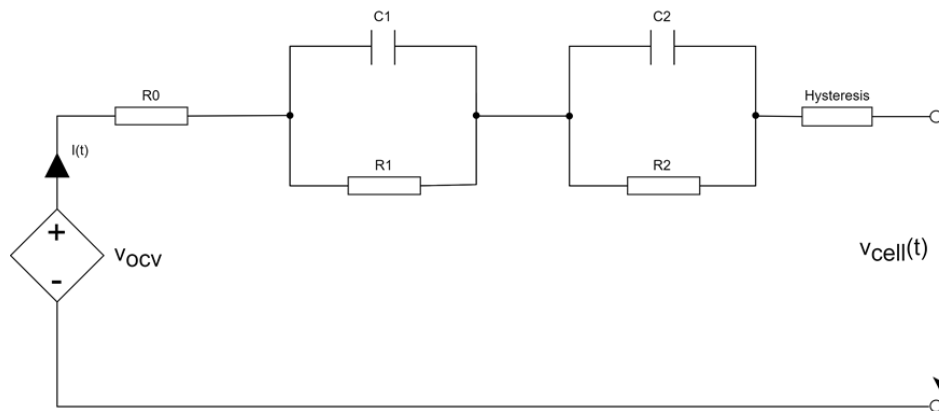 C1
C2
R0
Hysteresis
I(t)
R1
R2
+
vOCV
vcell(t)
-